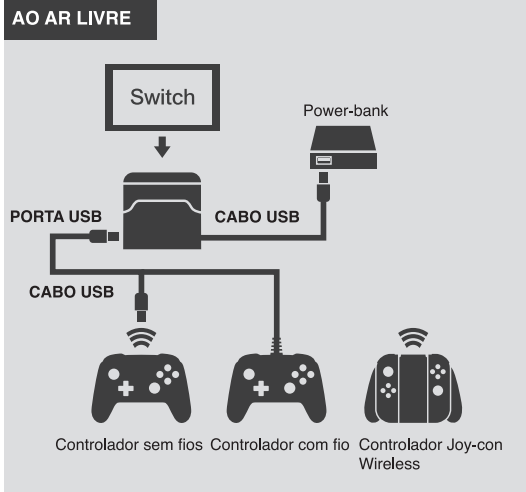 AO AR LIVRE
Switch
Power-bank
PORTA USB
CABO USB
CABO USB
Controlador sem fios
Controlador com fio
Controlador Joy-con
Wireless